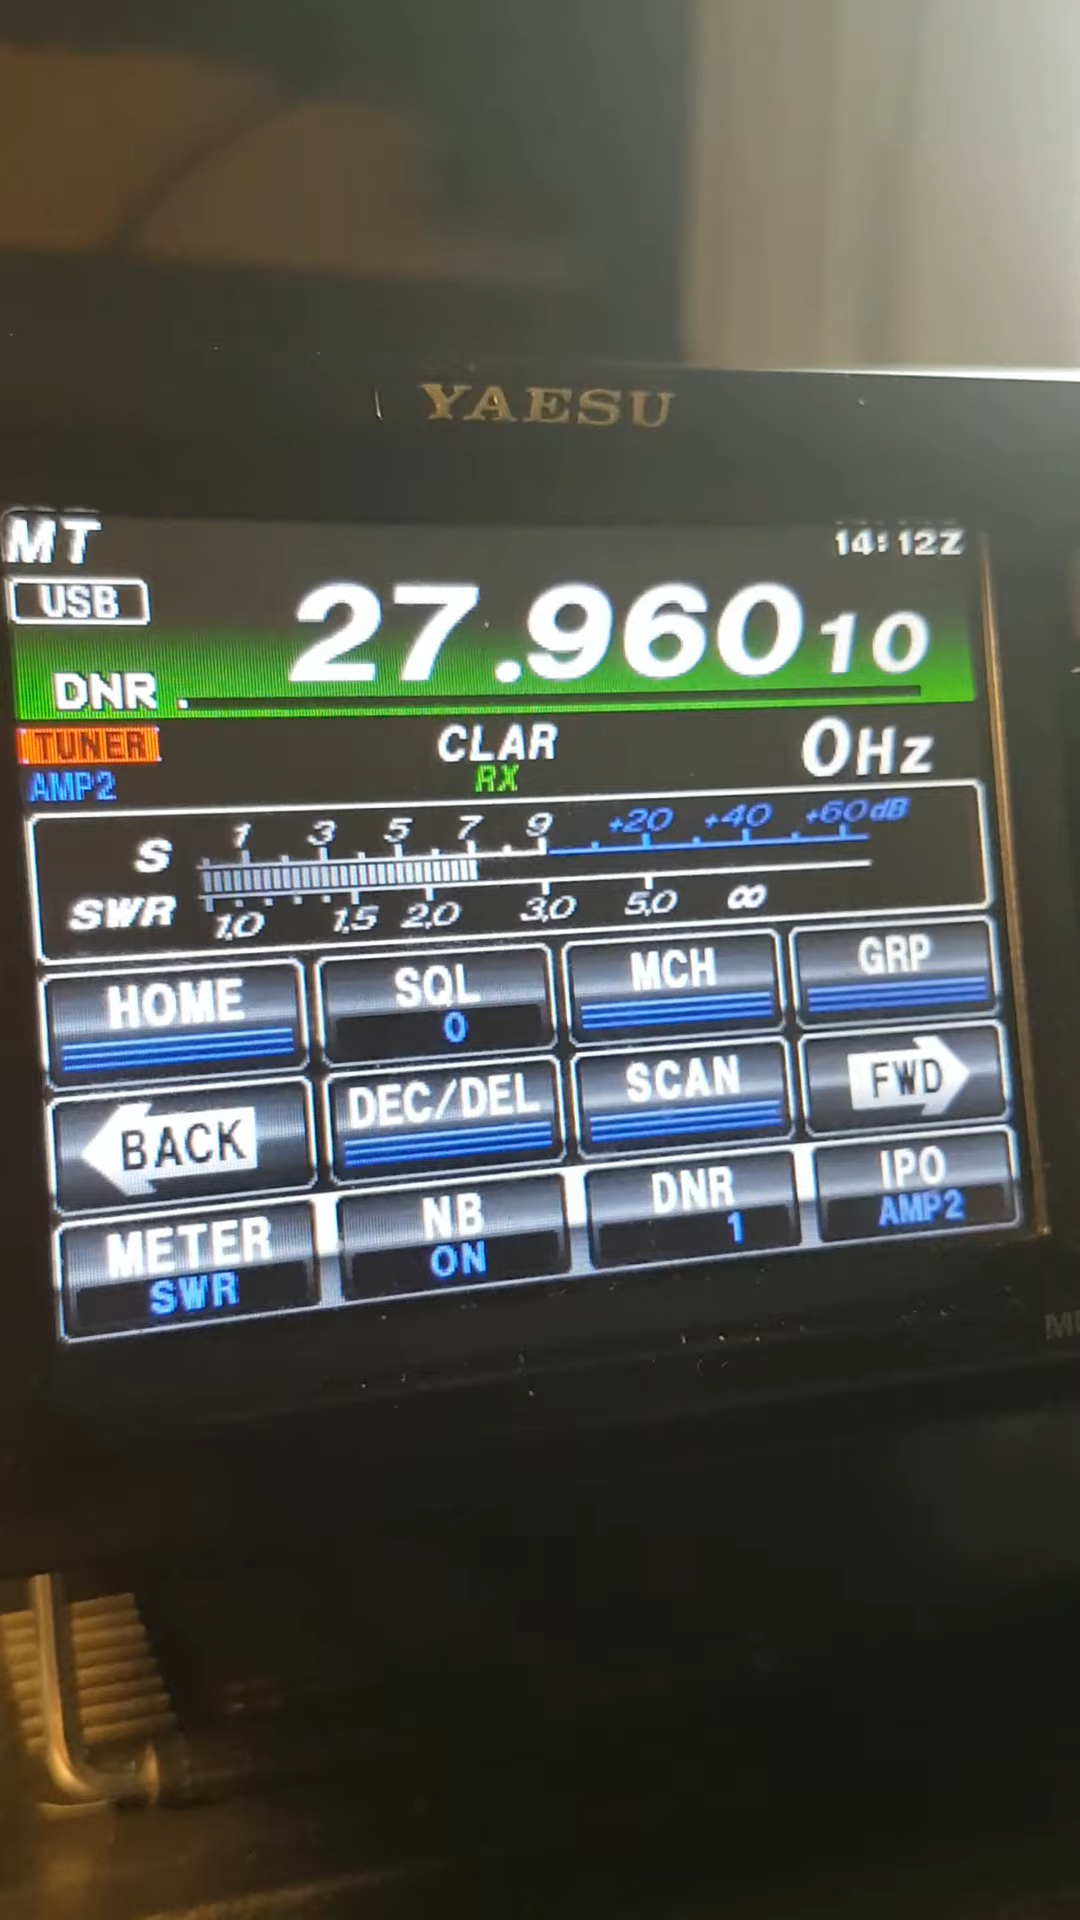 YAESU
MT 14:12Z
USB 27.960 10
DNR
TUNER CLAR 0Hz
AMP2 RX
S 1 3 5 7 9 +20 +40 +60dB
SWR 1,0 1,5 2,0 3,0 5,0 ∞
HOME SQL MCH GRP
0
BACK DEC/DEL SCAN FWD
METER NB DNR IPO
SWR ON 1 AMP2